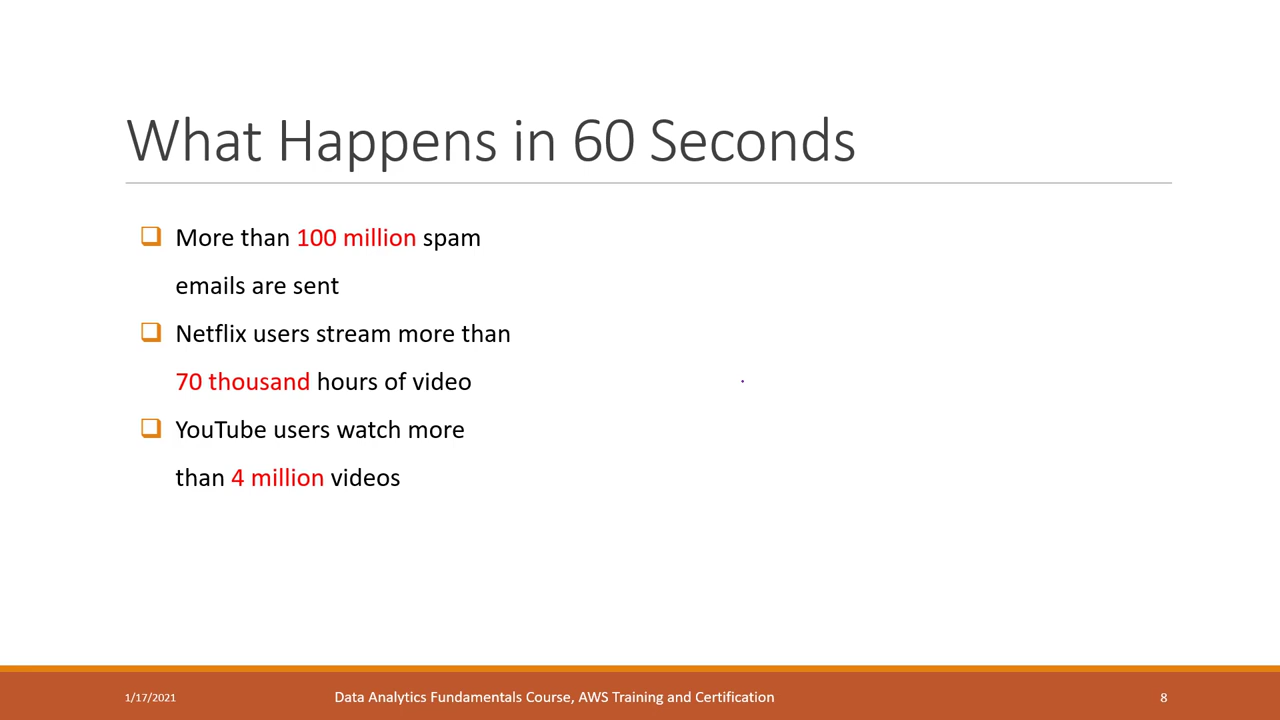 What Happens in 60 Seconds
More than 100 million spam
emails are sent
Netflix users stream more than
70 thousand hours of video
YouTube users watch more
than 4 million videos
1/17/2021
Data Analytics Fundamentals Course, AWS Training and Certification
8